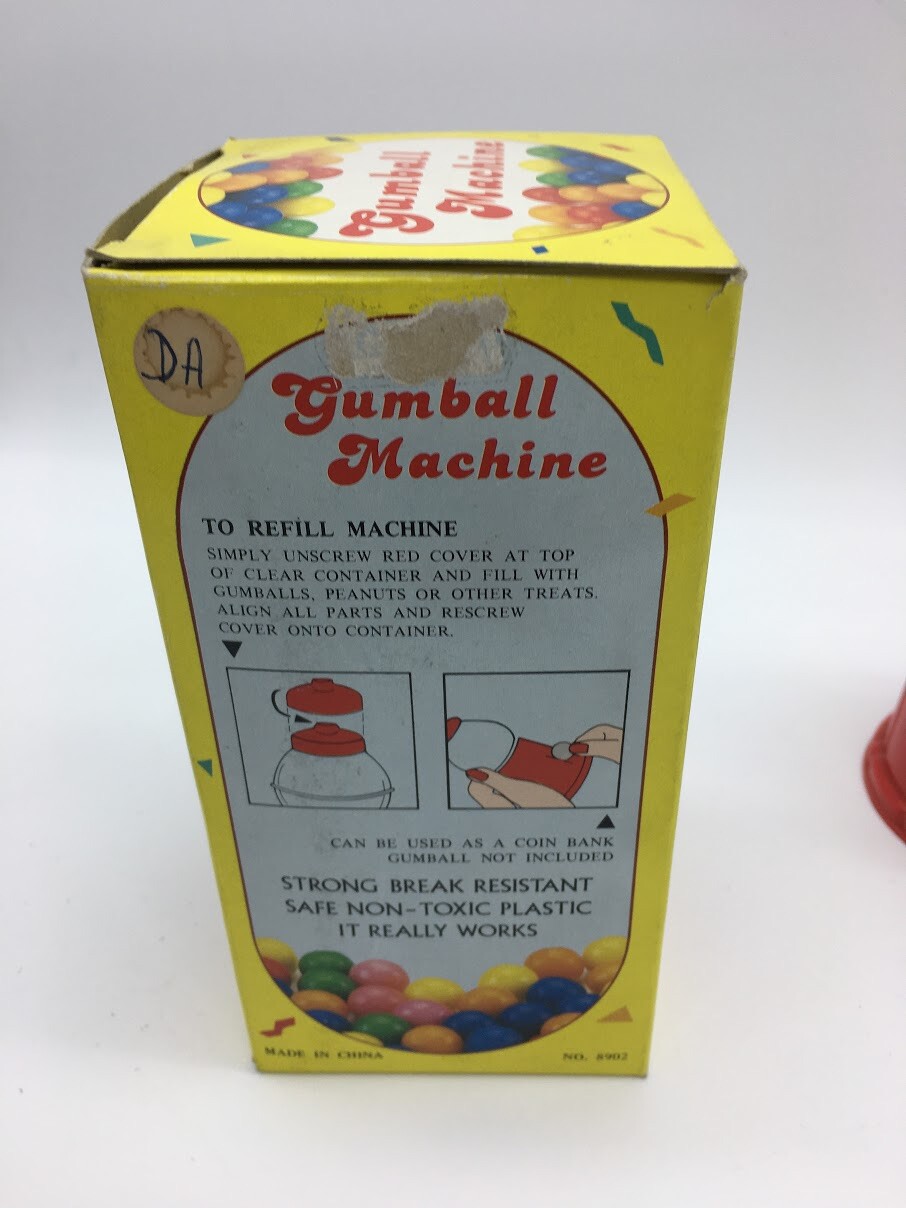 Gumball
Machine
DA
Gumball
Machine
TO REFILL MACHINE
SIMPLY UNSCREW RED COVER AT TOP
OF CLEAR CONTAINER AND FILL WITH
GUMBALLS, PEANUTS OR OTHER TREATS.
ALIGN ALL PARTS AND RESCREW
COVER ONTO CONTAINER.
CAN BE USED AS A COIN BANK
GUMBALL NOT INCLUDED
STRONG BREAK RESISTANT
SAFE NON-TOXIC PLASTIC
IT REALLY WORKS
MADE IN CHINA
NO. 8902